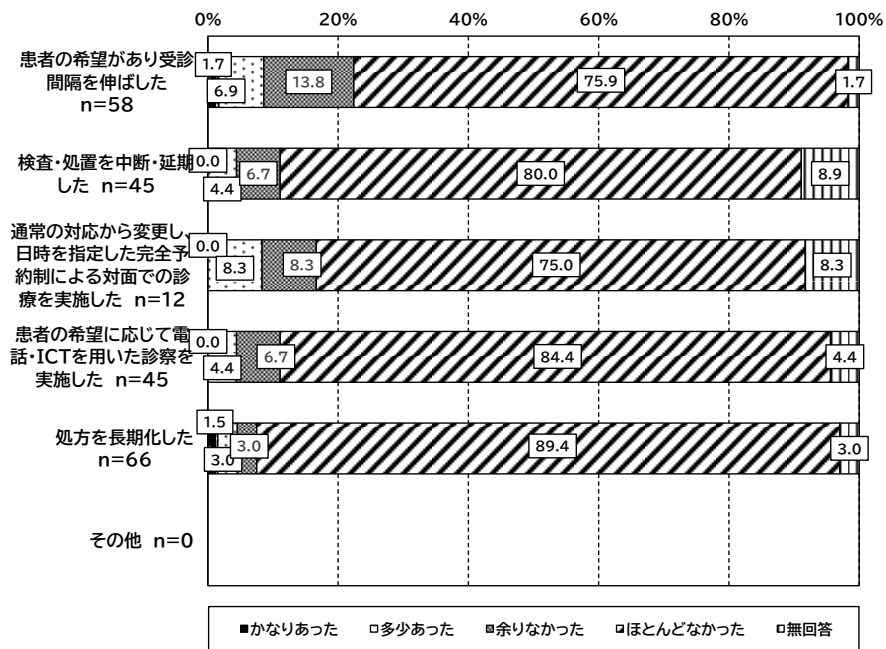 0% 20% 40% 60% 80% 100%
患者の希望があり受診
間隔を伸ばした
n=58
1.7
6.9
13.8
75.9
1.7
検査・処置を中断・延期
した n=45
0.0
4.4
6.7
80.0
8.9
通常の対応から変更し、
日時を指定した完全予
約制による対面での診
療を実施した n=12
0.0
8.3
8.3
75.0
8.3
患者の希望に応じて電
話・ICTを用いた診察を
実施した n=45
0.0
4.4
6.7
84.4
4.4
処方を長期化した
n=66
1.5
3.0
3.0
89.4
3.0
その他 n=0
かなりあった 多少あった 余りなかった ほとんどなかった 無回答